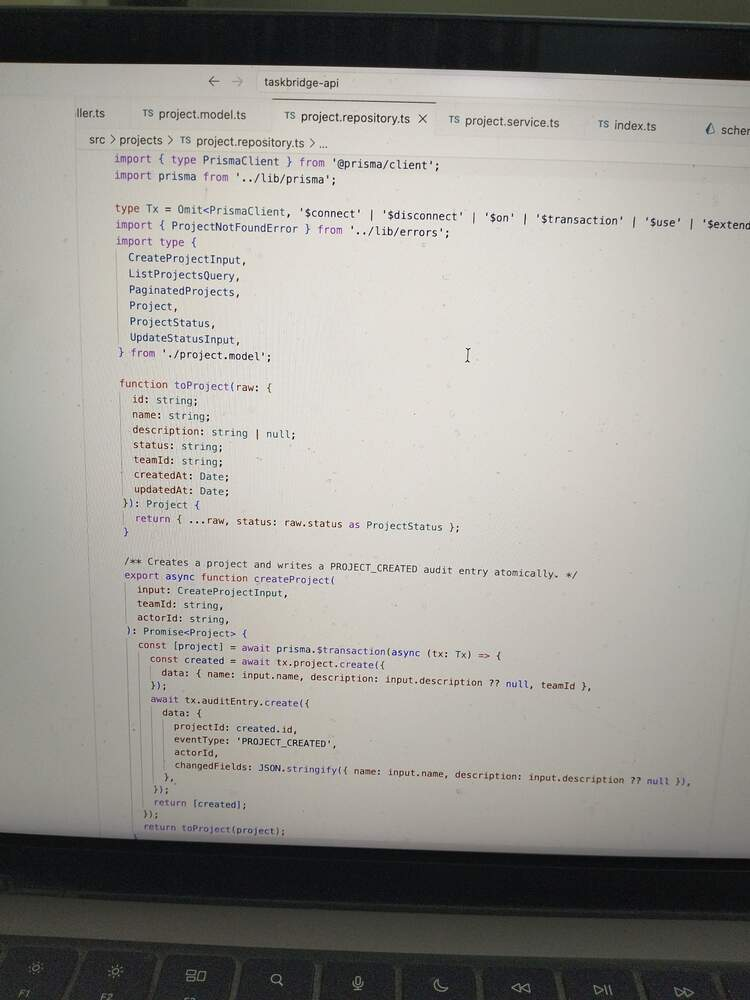 ← → taskbridge-api
ller.ts TS project.model.ts TS project.repository.ts × TS project.service.ts TS index.ts
src > projects > TS project.repository.ts > ...
import { type PrismaClient } from '@prisma/client';
import prisma from '../lib/prisma';
type Tx = Omit<PrismaClient, '$connect' | '$disconnect' | '$on' | '$transaction' | '$use' | '$extend
import { ProjectNotFoundError } from '../lib/errors';
import type {
CreateProjectInput,
ListProjectsQuery,
PaginatedProjects,
Project,
ProjectStatus,
UpdateStatusInput,
} from './project.model';
function toProject(raw: {
id: string;
name: string;
description: string | null;
status: string;
teamId: string;
createdAt: Date;
updatedAt: Date;
}): Project {
return { ...raw, status: raw.status as ProjectStatus };
}
/** Creates a project and writes a PROJECT_CREATED audit entry atomically. */
export async function createProject(
input: CreateProjectInput,
teamId: string,
actorId: string,
): Promise<Project> {
const [project] = await prisma.$transaction(async (tx: Tx) => {
const created = await tx.project.create({
data: { name: input.name, description: input.description ?? null, teamId },
});
await tx.auditEntry.create({
data: {
projectId: created.id,
eventType: 'PROJECT_CREATED',
actorId,
changedFields: JSON.stringify({ name: input.name, description: input.description ?? null }),
},
});
return [created];
});
return toProject(project);
F1 F2